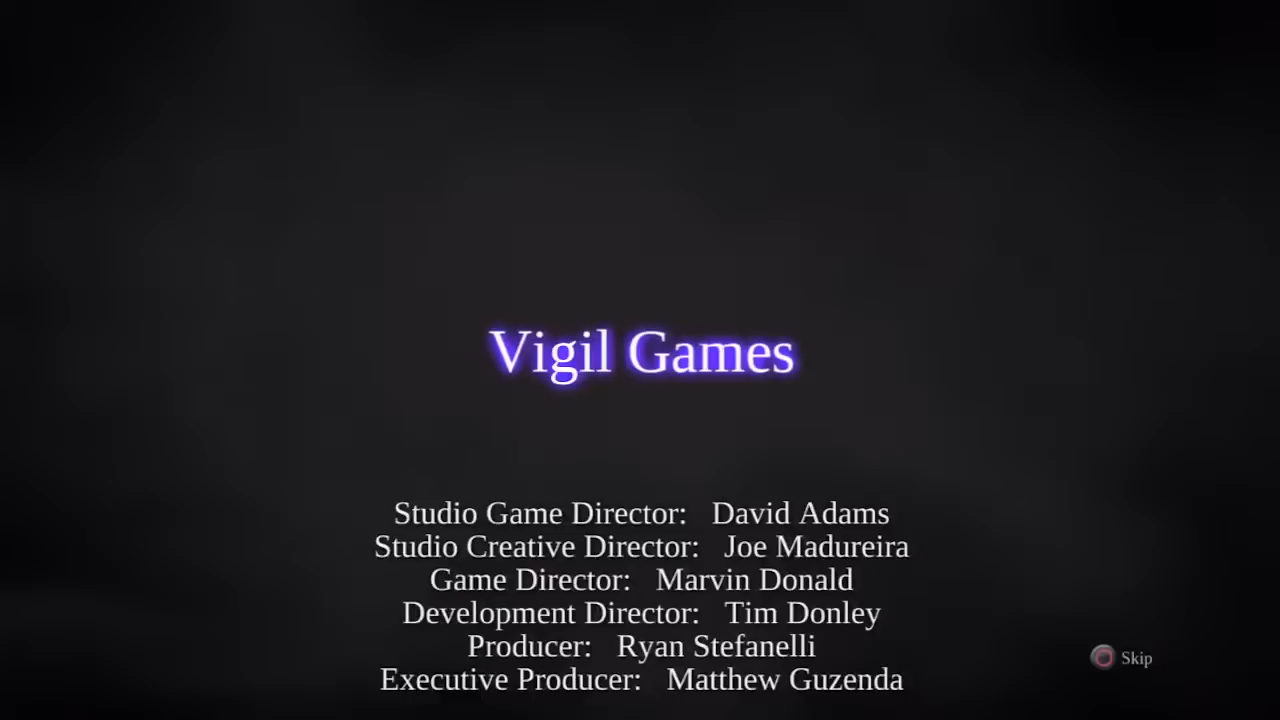 Vigil Games
Studio Game Director: David Adams
Studio Creative Director: Joe Madureira
Game Director: Marvin Donald
Development Director: Tim Donley
Producer: Ryan Stefanelli
Executive Producer: Matthew Guzenda
Skip